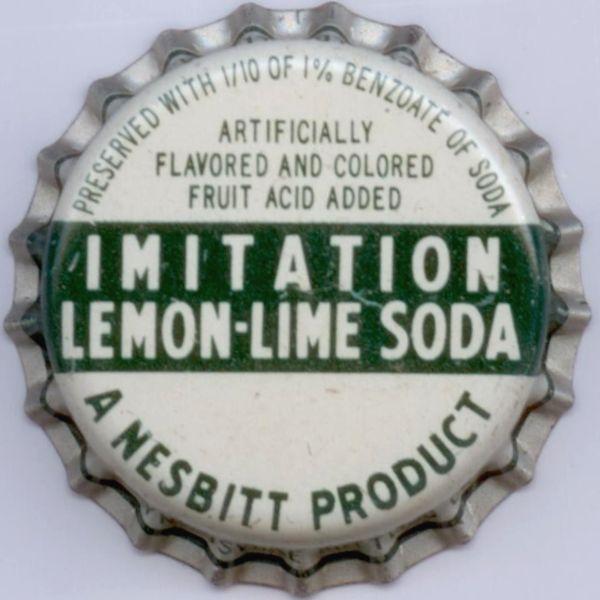 PRESERVED WITH 1/10 OF 1% BENZOATE OF SODA
ARTIFICIALLY
FLAVORED AND COLORED
FRUIT ACID ADDED
IMITATION
LEMON-LIME SODA
A NESBITT PRODUCT